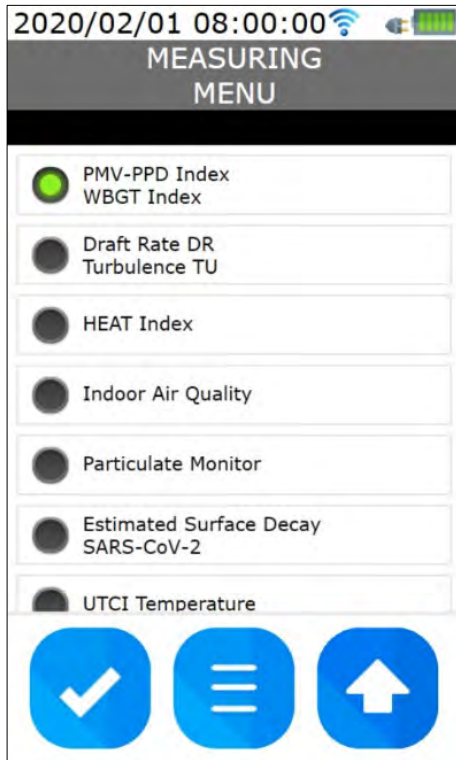 2020/02/01 08:00:00
MEASURING
MENU
PMV-PPD Index
WBGT Index
Draft Rate DR
Turbulence TU
HEAT Index
Indoor Air Quality
Particulate Monitor
Estimated Surface Decay
SARS-CoV-2
UTCI Temperature